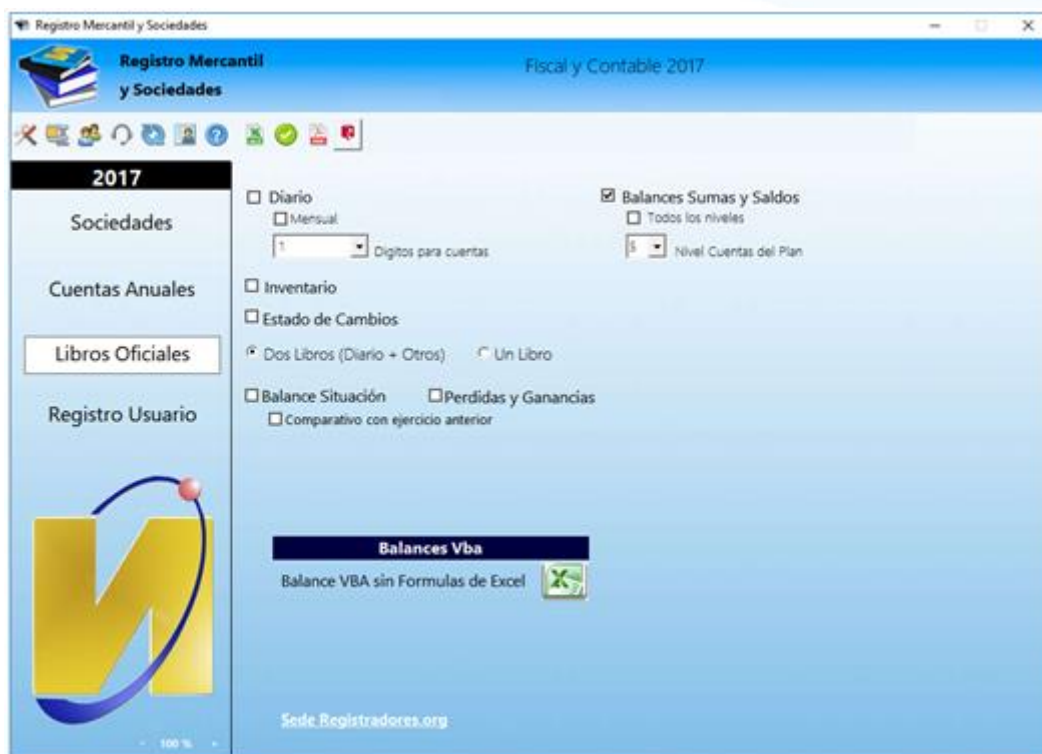 Registro Mercantil y Sociedades
Registro Mercantil
y Sociedades
Fiscal y Contable 2017
2017
Sociedades
Cuentas Anuales
Libros Oficiales
Registro Usuario
Diario
Mensual
1 Digitos para cuentas
Balances Sumas y Saldos
Todos los niveles
5 Nivel Cuentas del Plan
Inventario
Estado de Cambios
Dos Libros (Diario + Otros) Un Libro
Balance Situación Perdidas y Ganancias
Comparativo con ejercicio anterior
Balances Vba
Balance VBA sin Formulas de Excel
Sede Registradores.org
- 100 % +